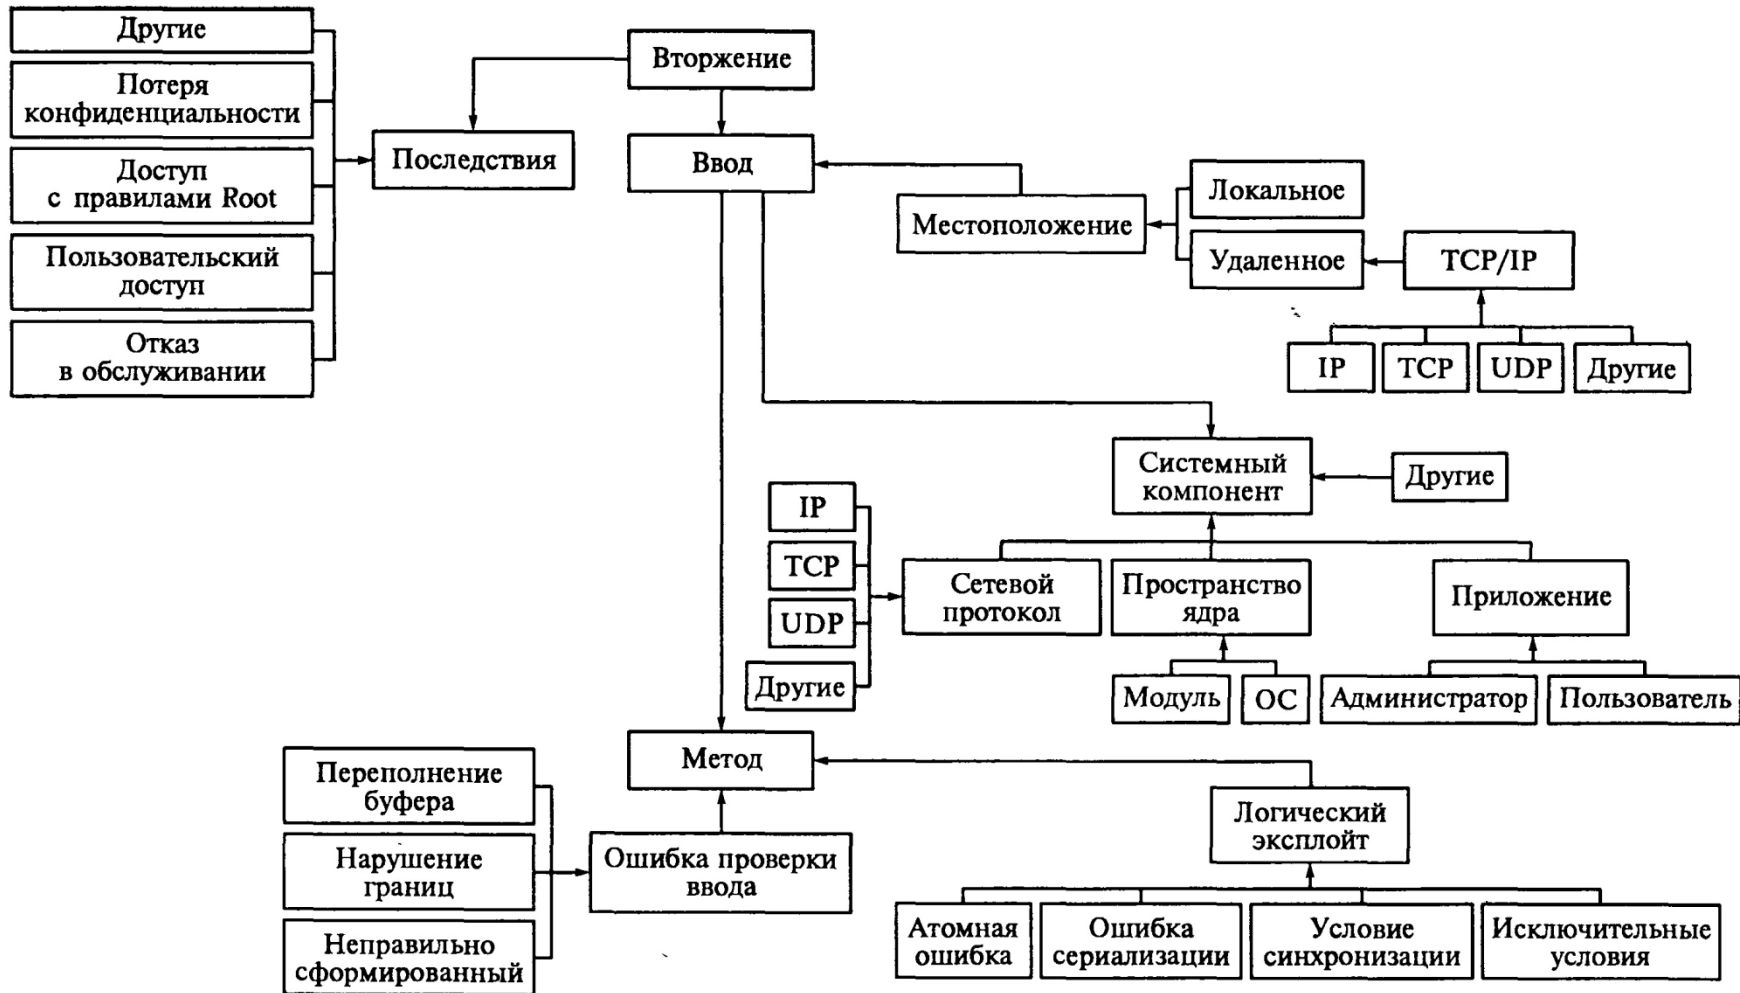 Другие
Вторжение
Потеря
конфиденциальности
Последствия
Ввод
Доступ
с правилами Root
Локальное
Местоположение
Пользовательский
доступ
Удаленное
TCP/IP
Отказ
в обслуживании
IP
TCP
UDP
Другие
Системный
компонент
Другие
IP
TCP
UDP
Другие
Сетевой
протокол
Пространство
ядра
Приложение
Модуль
ОС
Администратор
Пользователь
Метод
Переполнение
буфера
Нарушение
границ
Неправильно
сформированный
Ошибка проверки
ввода
Логический
эксплойт
Атомная
ошибка
Ошибка
сериализации
Условие
синхронизации
Исключительные
условия